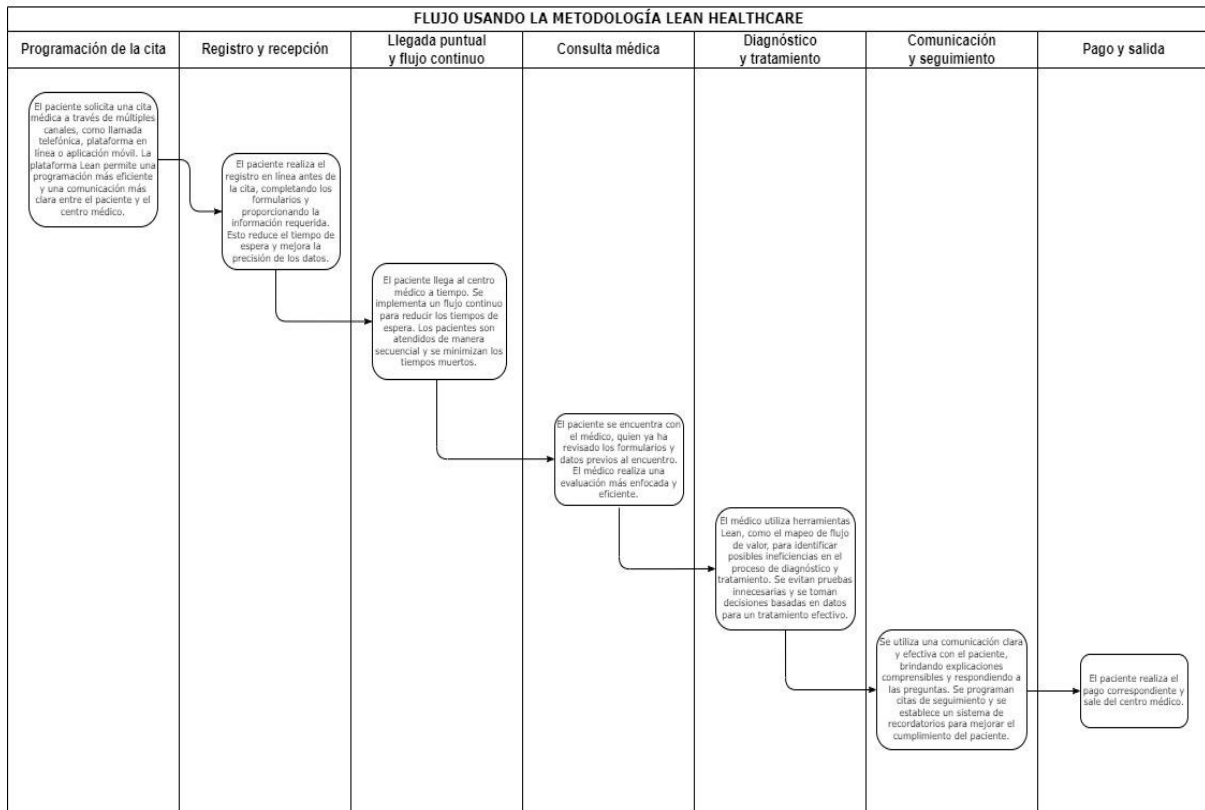 FLUJO USANDO LA METODOLOGÍA LEAN HEALTHCARE
Programación de la cita
Registro y recepción
Llegada puntual
y flujo continuo
Consulta médica
Diagnóstico
y tratamiento
Comunicación
y seguimiento
Pago y salida
El paciente solicita una cita
médica a través de múltiples
canales, como llamada
telefónica, plataforma en
línea o aplicación móvil. La
plataforma Lean permite una
programación más eficiente
y una comunicación más
clara entre el paciente y el
centro médico.
El paciente realiza el
registro en línea antes de
la cita, completando los
formularios y
proporcionando la
información requerida.
Esto reduce el tiempo de
espera y mejora la
precisión de los datos.
El paciente llega al centro
médico a tiempo. Se
implementa un flujo continuo
para reducir los tiempos de
espera. Los pacientes son
atendidos de manera
secuencial y se minimizan los
tiempos muertos.
El paciente se encuentra con
el médico, quien ya ha
revisado los formularios y
datos previos al encuentro.
El médico realiza una
evaluación más enfocada y
eficiente.
El médico utiliza herramientas
Lean, como el mapeo de flujo
de valor, para identificar
posibles ineficiencias en el
proceso de diagnóstico y
tratamiento. Se evitan pruebas
innecesarias y se toman
decisiones basadas en datos
para un tratamiento efectivo.
Se utiliza una comunicación clara
y efectiva con el paciente,
brindando explicaciones
comprensibles y respondiendo a
las preguntas. Se programan
citas de seguimiento y se
establece un sistema de
recordatorios para mejorar el
cumplimiento del paciente.
El paciente realiza el
pago correspondiente y
sale del centro médico.